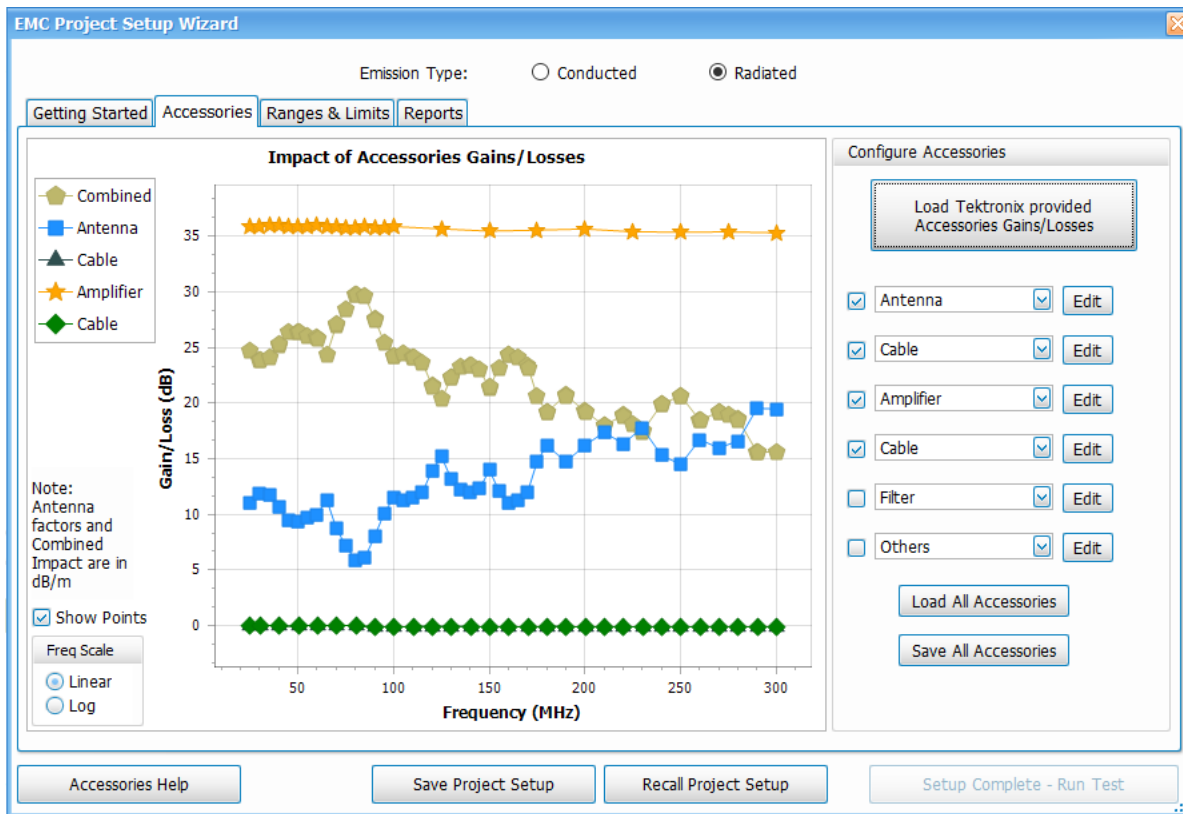 EMC Project Setup Wizard
Emission Type:
Conducted
Radiated
Getting Started
Accessories
Ranges & Limits
Reports
Impact of Accessories Gains/Losses
Combined
Antenna
Cable
Amplifier
Cable
Note:
Antenna
factors and
Combined
Impact are in
dB/m
Show Points
Freq Scale
Linear
Log
Gain/Loss (dB)
35
30
25
20
15
10
5
0
50
100
150
200
250
300
Frequency (MHz)
Configure Accessories
Load Tektronix provided
Accessories Gains/Losses
Antenna
Edit
Cable
Edit
Amplifier
Edit
Cable
Edit
Filter
Edit
Others
Edit
Load All Accessories
Save All Accessories
Accessories Help
Save Project Setup
Recall Project Setup
Setup Complete - Run Test